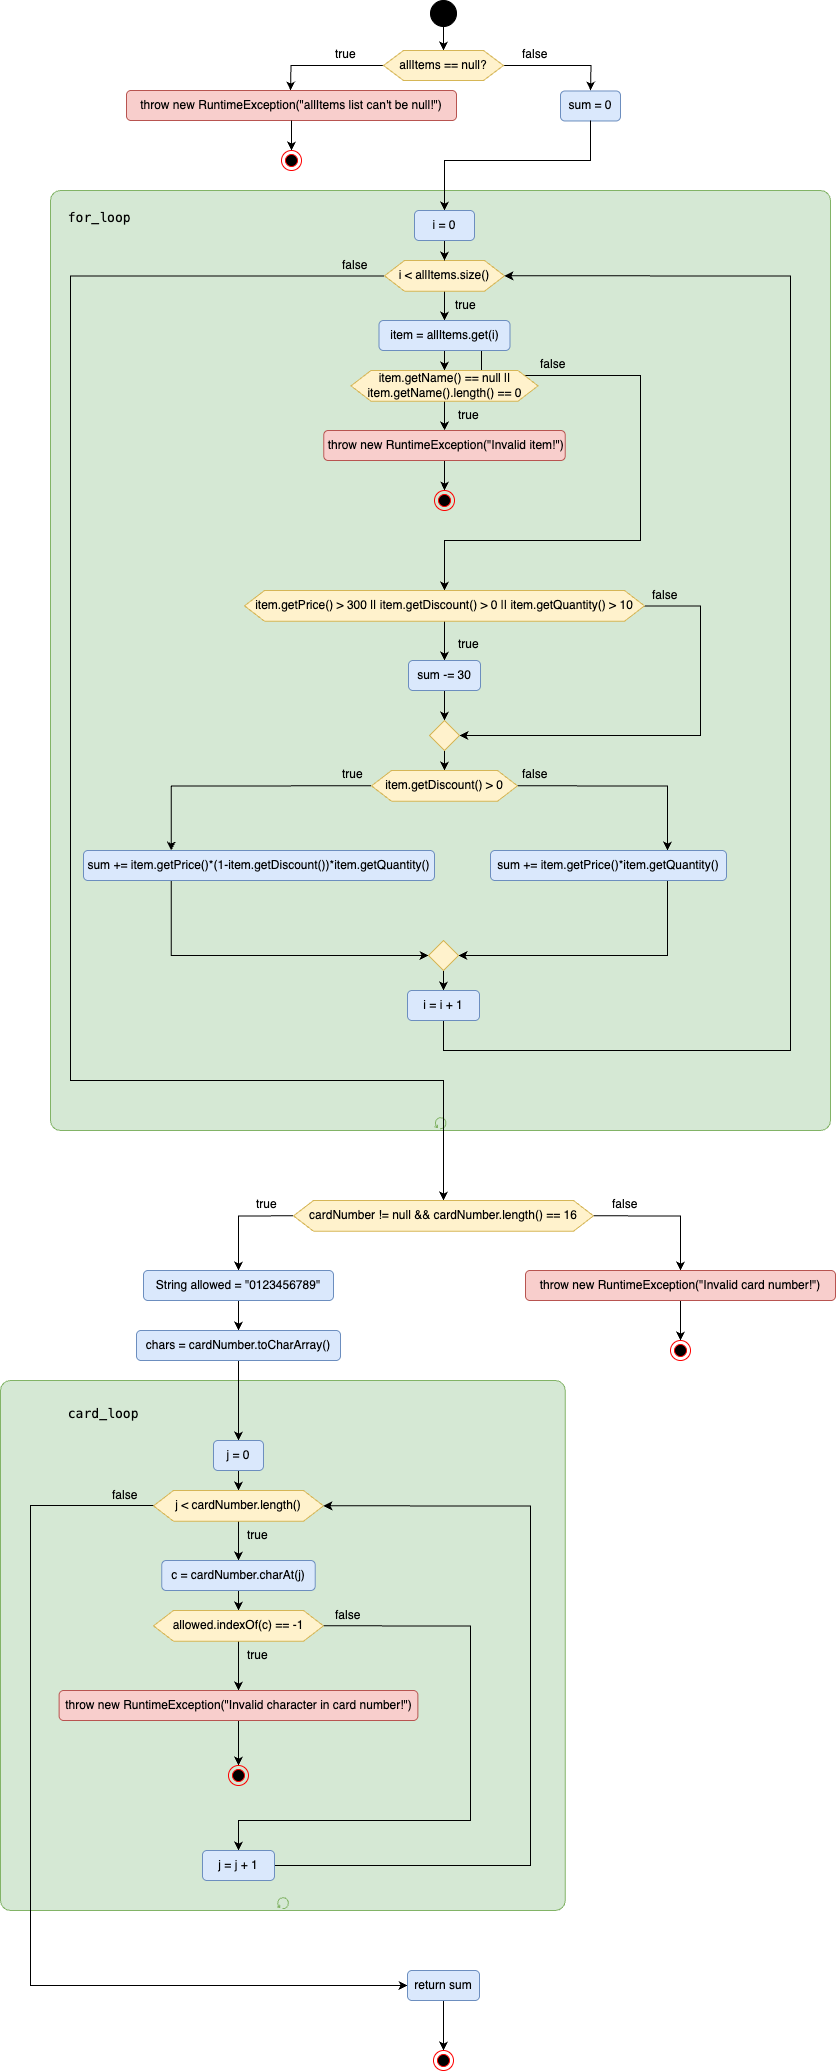 allItems == null?
true
false
throw new RuntimeException("allItems list can't be null!")
sum = 0
for_loop
i = 0
i < allItems.size()
false
true
item = allItems.get(i)
item.getName() == null ||
item.getName().length() == 0
false
true
throw new RuntimeException("Invalid item!")
item.getPrice() > 300 || item.getDiscount() > 0 || item.getQuantity() > 10
false
true
sum -= 30
item.getDiscount() > 0
true
false
sum += item.getPrice()*(1-item.getDiscount())*item.getQuantity()
sum += item.getPrice()*item.getQuantity()
i = i + 1
cardNumber != null && cardNumber.length() == 16
true
false
String allowed = "0123456789"
throw new RuntimeException("Invalid card number!")
chars = cardNumber.toCharArray()
card_loop
j = 0
j < cardNumber.length()
false
true
c = cardNumber.charAt(j)
allowed.indexOf(c) == -1
false
true
throw new RuntimeException("Invalid character in card number!")
j = j + 1
return sum